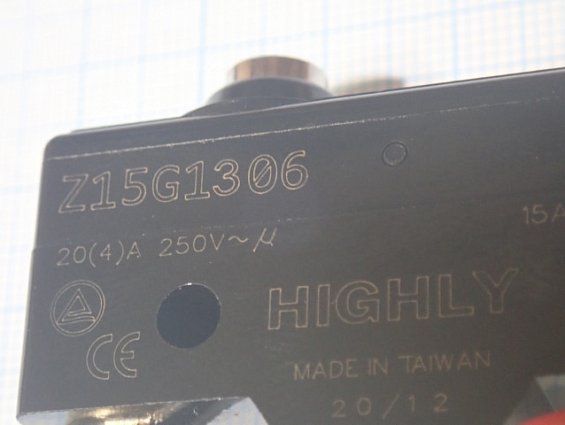 Z15G1306
15A
20(4)A 250V~ µ
HIGHLY
CE
MADE IN TAIWAN
20/12